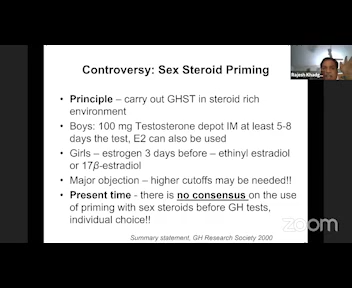 Rajesh Khadg
Controversy: Sex Steroid Priming
• Principle – carry out GHST in steroid rich
environment
• Boys: 100 mg Testosterone depot IM at least 5-8
days the test, E2 can also be used
• Girls – estrogen 3 days before – ethinyl estradiol
or 17β-estradiol
• Major objection – higher cutoffs may be needed!!
• Present time - there is no consensus on the use
of priming with sex steroids before GH tests,
individual choice!!
Summary statement, GH Research Society 2000
zoom